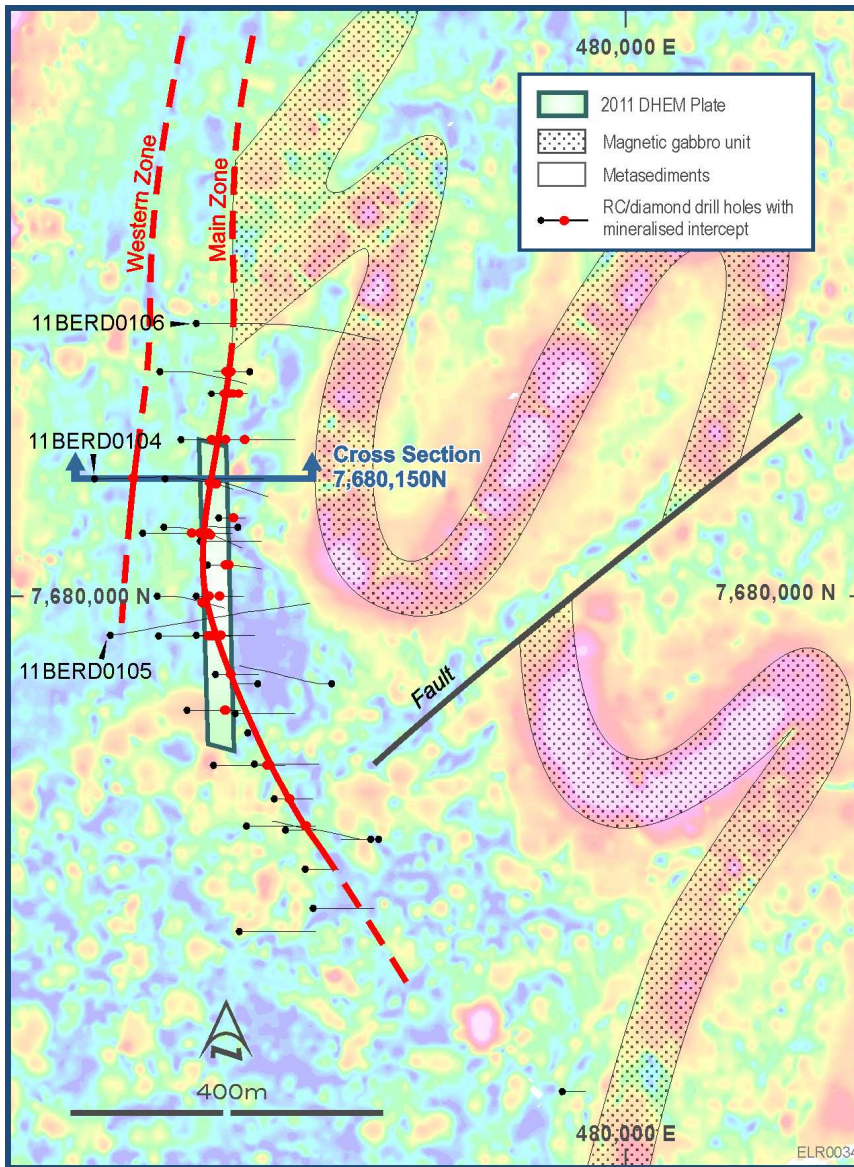 480,000 E
2011 DHEM Plate
Magnetic gabbro unit
Metasediments
RC/diamond drill holes with
mineralised intercept
Western Zone
Main Zone
11BERD0106
11BERD0104
Cross Section
7,680,150N
7,680,000 N
7,680,000 N
11BERD0105
Fault
N
400m
480,000 E
ELR0034